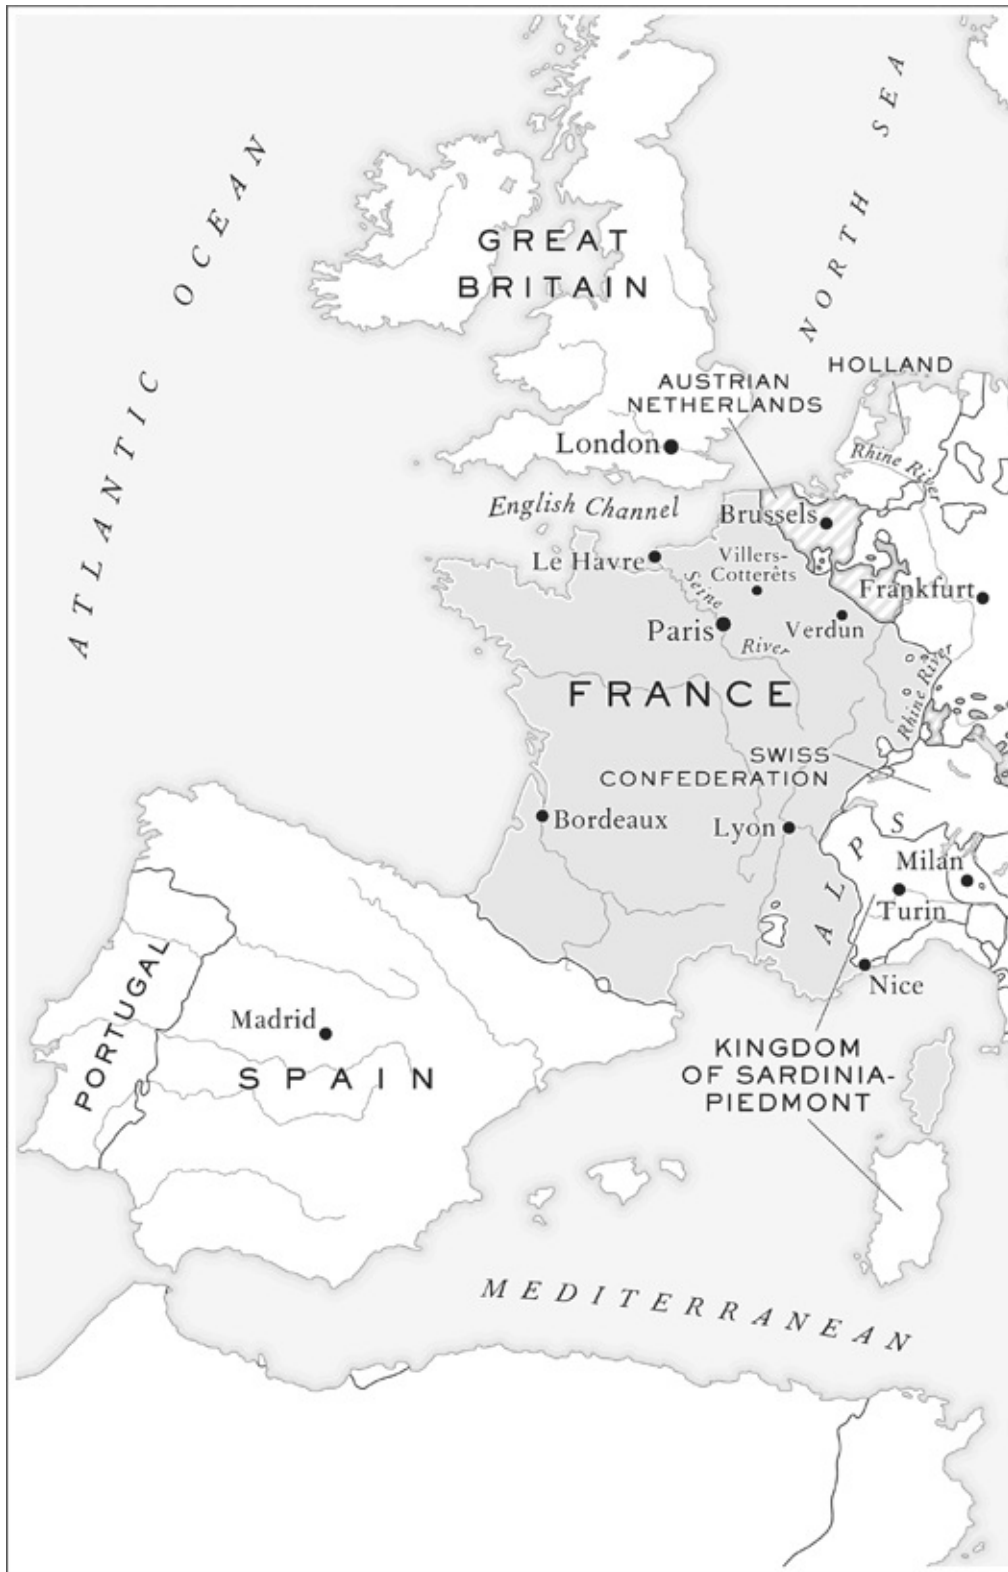 ATLANTIC OCEAN
NORTH SEA
GREAT
BRITAIN
HOLLAND
AUSTRIAN
NETHERLANDS
London
Rhine River
English Channel
Brussels
Le Havre
Villers-
Cotterêts
Seine
River
Frankfurt
Paris
Verdun
Rhine River
FRANCE
SWISS
CONFEDERATION
Bordeaux
Lyon
ALPS
Milan
Turin
Nice
PORTUGAL
Madrid
SPAIN
KINGDOM
OF SARDINIA-
PIEDMONT
MEDITERRANEAN